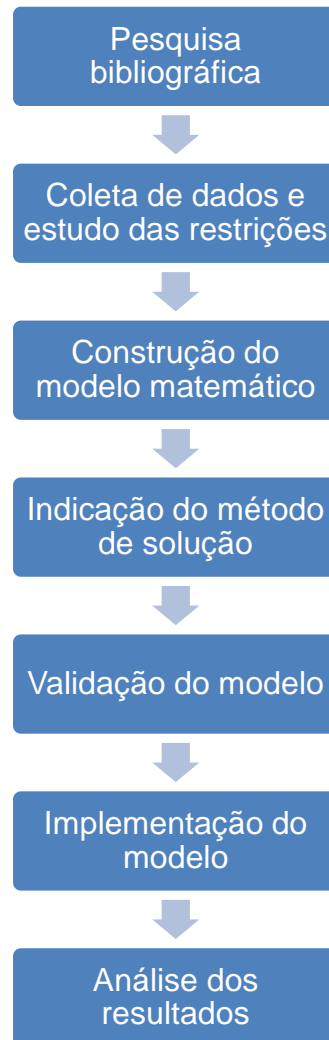 Pesquisa
bibliográfica
Coleta de dados e
estudo das restrições
Construção do
modelo matemático
Indicação do método
de solução
Validação do modelo
Implementação do
modelo
Análise dos
resultados